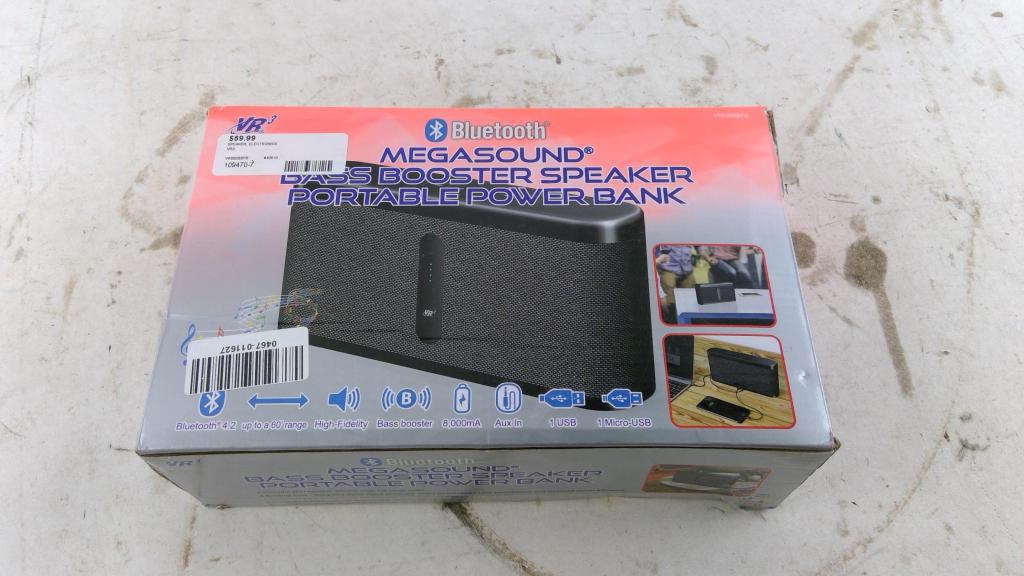 VR3
$59.99
SPEAKER, ELECTRONICS
VR3
109470-7
Bluetooth®
MEGASOUND®
BASS BOOSTER SPEAKER
PORTABLE POWER BANK
VR3
0467-011627
B
Bluetooth® 4.2 up to a 60' range High-Fidelity Bass booster 8,000mA Aux In 1 USB 1 Micro-USB
VR3
Bluetooth®
MEGASOUND®
BASS BOOSTER SPEAKER
PORTABLE POWER BANK